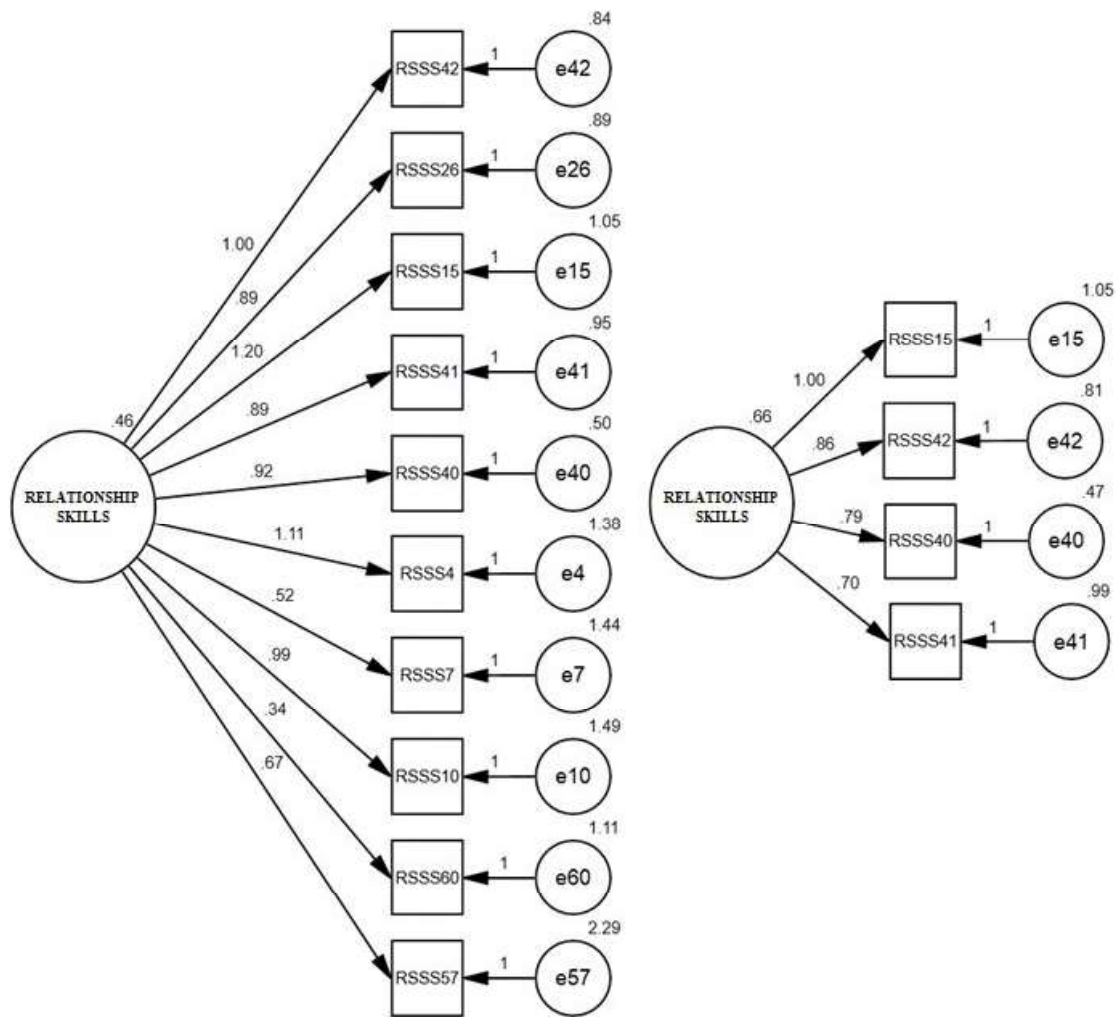 .84
RSSS42
1
e42
.89
RSSS26
1
e26
1.05
RSSS15
1
e15
.95
RSSS41
1
e41
.50
RSSS40
1
e40
1.38
RSSS4
1
e4
1.44
RSSS7
1
e7
1.49
RSSS10
1
e10
1.11
RSSS60
1
e60
2.29
RSSS57
1
e57
1.00
.89
1.20
.89
.92
1.11
.52
.99
.34
.67
.46
RELATIONSHIP
SKILLS
1.05
RSSS15
1
e15
.81
RSSS42
1
e42
.47
RSSS40
1
e40
.99
RSSS41
1
e41
1.00
.86
.79
.70
.66
RELATIONSHIP
SKILLS